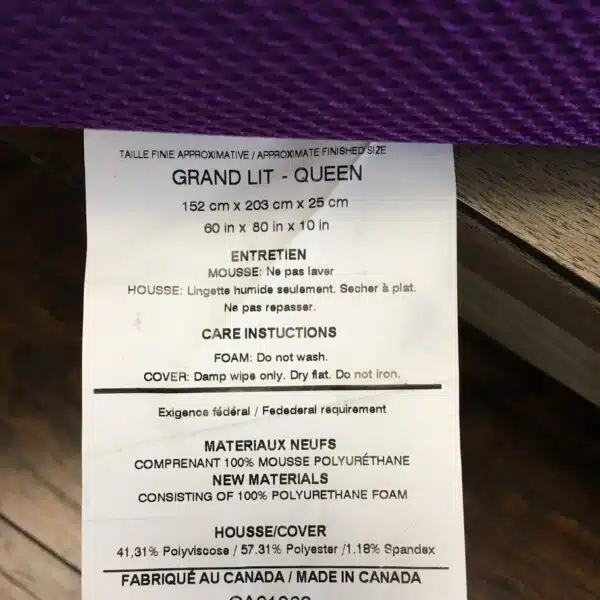 TAILLE FINIE APPROXIMATIVE / APPROXIMATE FINISHED SIZE
GRAND LIT - QUEEN
152 cm x 203 cm x 25 cm
60 in x 80 in x 10 in
ENTRETIEN
MOUSSE: Ne pas laver
HOUSSE: Lingette humide seulement. Secher à plat.
Ne pas repasser.
CARE INSTUCTIONS
FOAM: Do not wash.
COVER: Damp wipe only. Dry flat. Do not iron.
Exigence fédéral / Fedederal requirement
MATERIAUX NEUFS
COMPRENANT 100% MOUSSE POLYURÉTHANE
NEW MATERIALS
CONSISTING OF 100% POLYURETHANE FOAM
HOUSSE/COVER
41,31% Polyviscose / 57.31% Polyester /1.18% Spandex
FABRIQUÉ AU CANADA / MADE IN CANADA